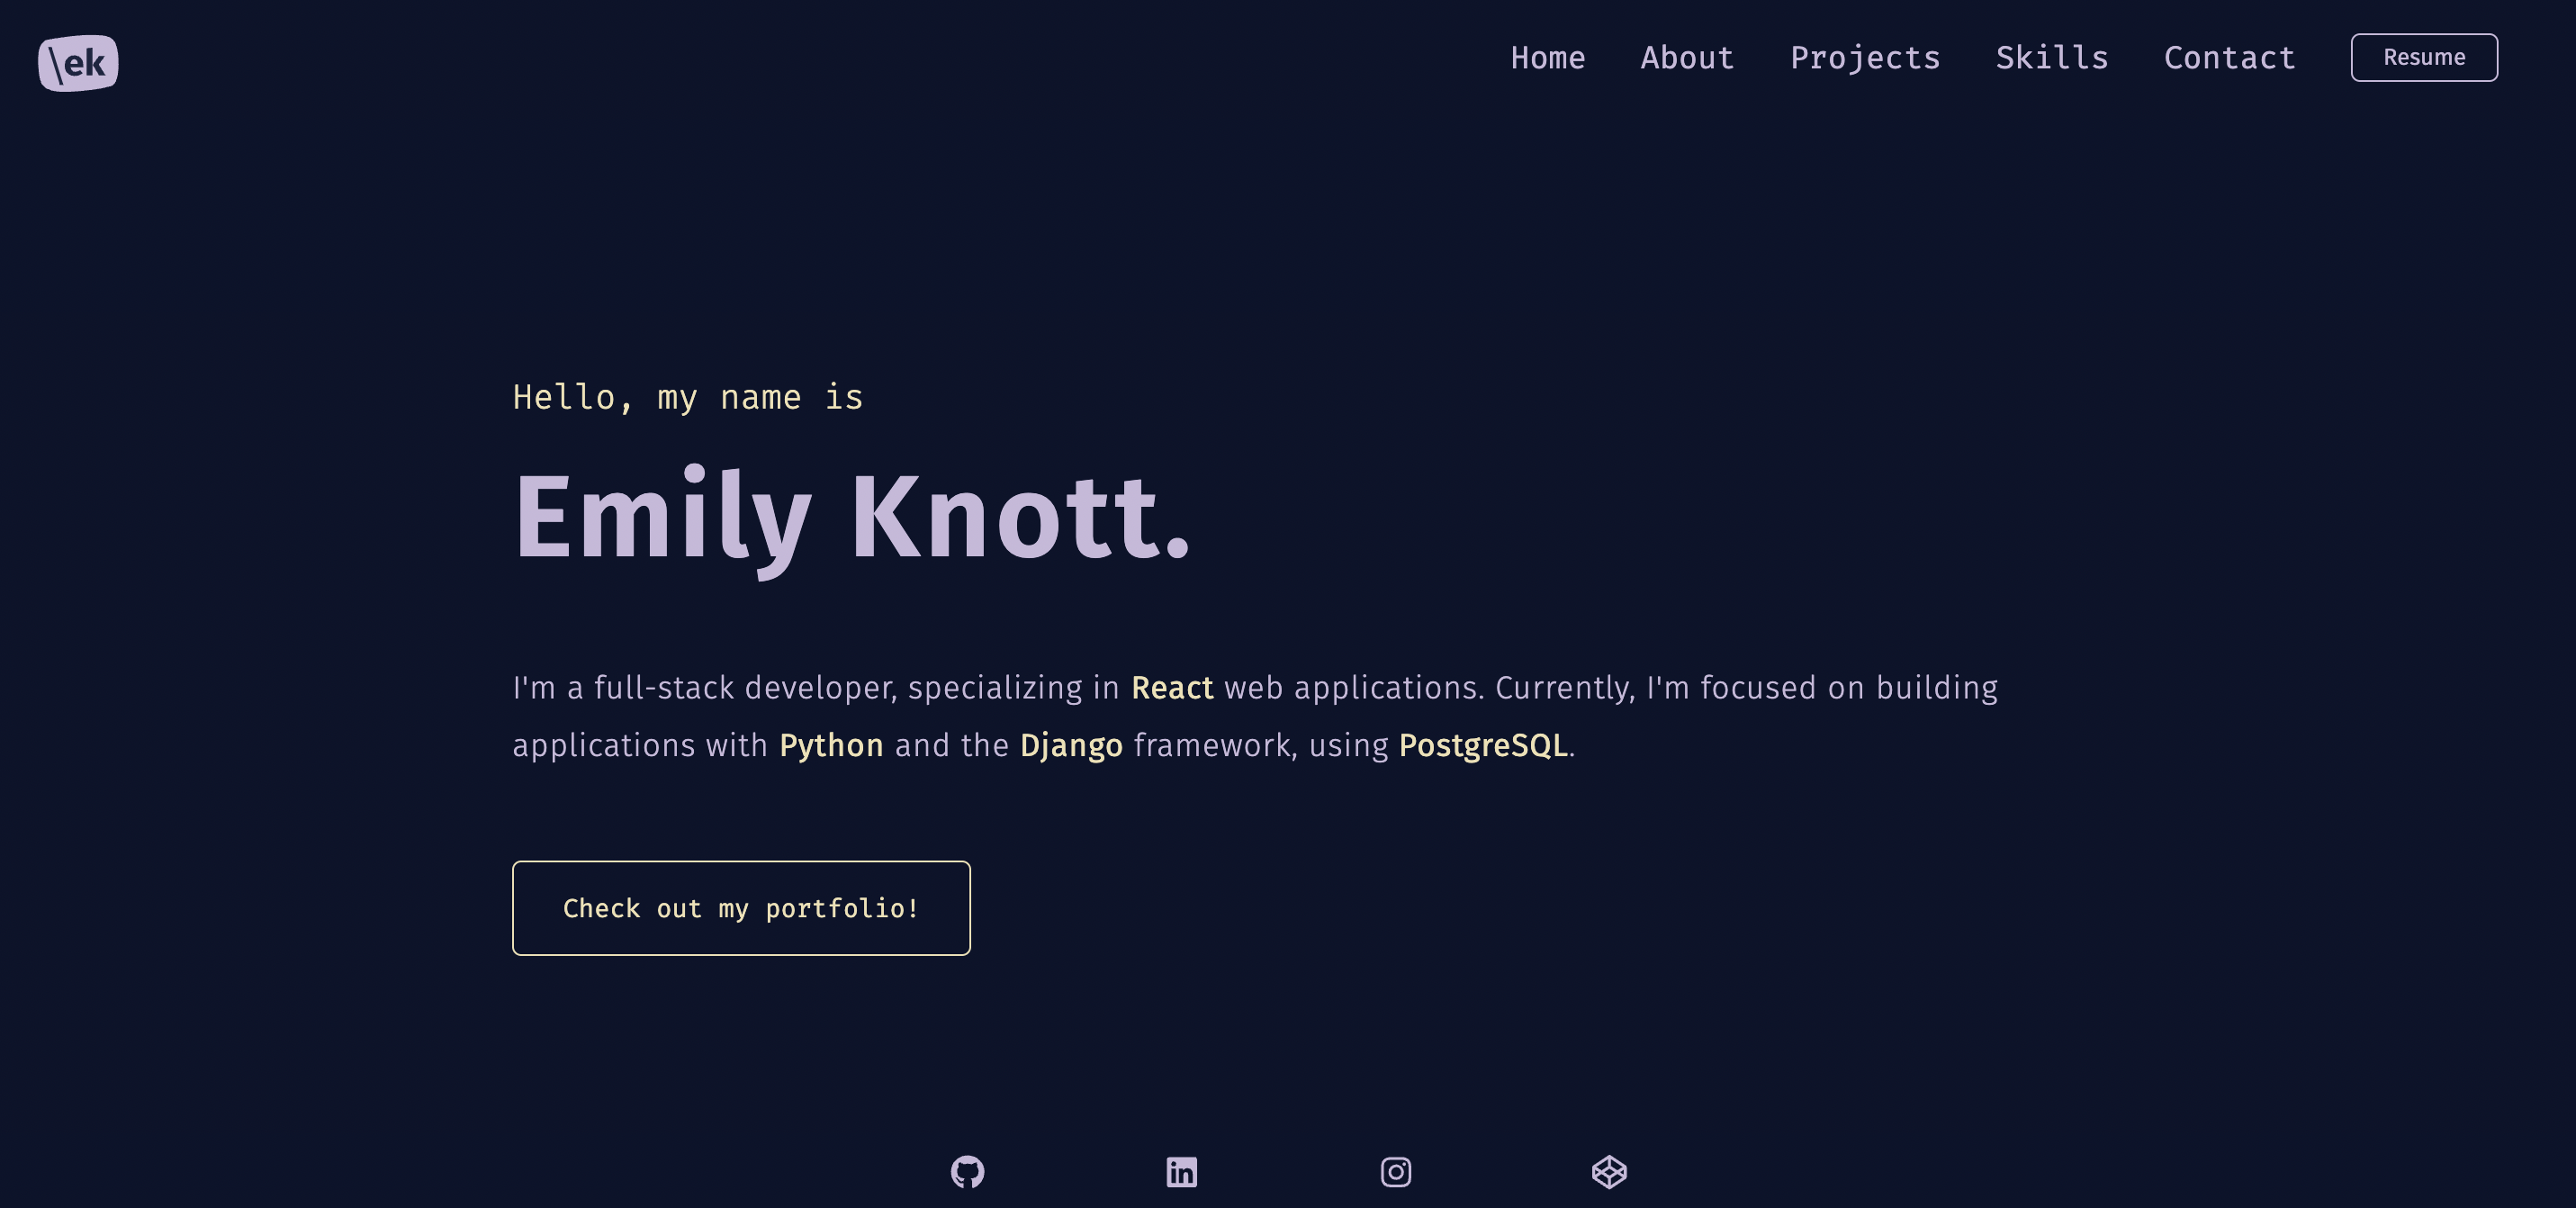 \ek
Home About Projects Skills Contact Resume
Hello, my name is
Emily Knott.
I'm a full-stack developer, specializing in React web applications. Currently, I'm focused on building
applications with Python and the Django framework, using PostgreSQL.
Check out my portfolio!
in